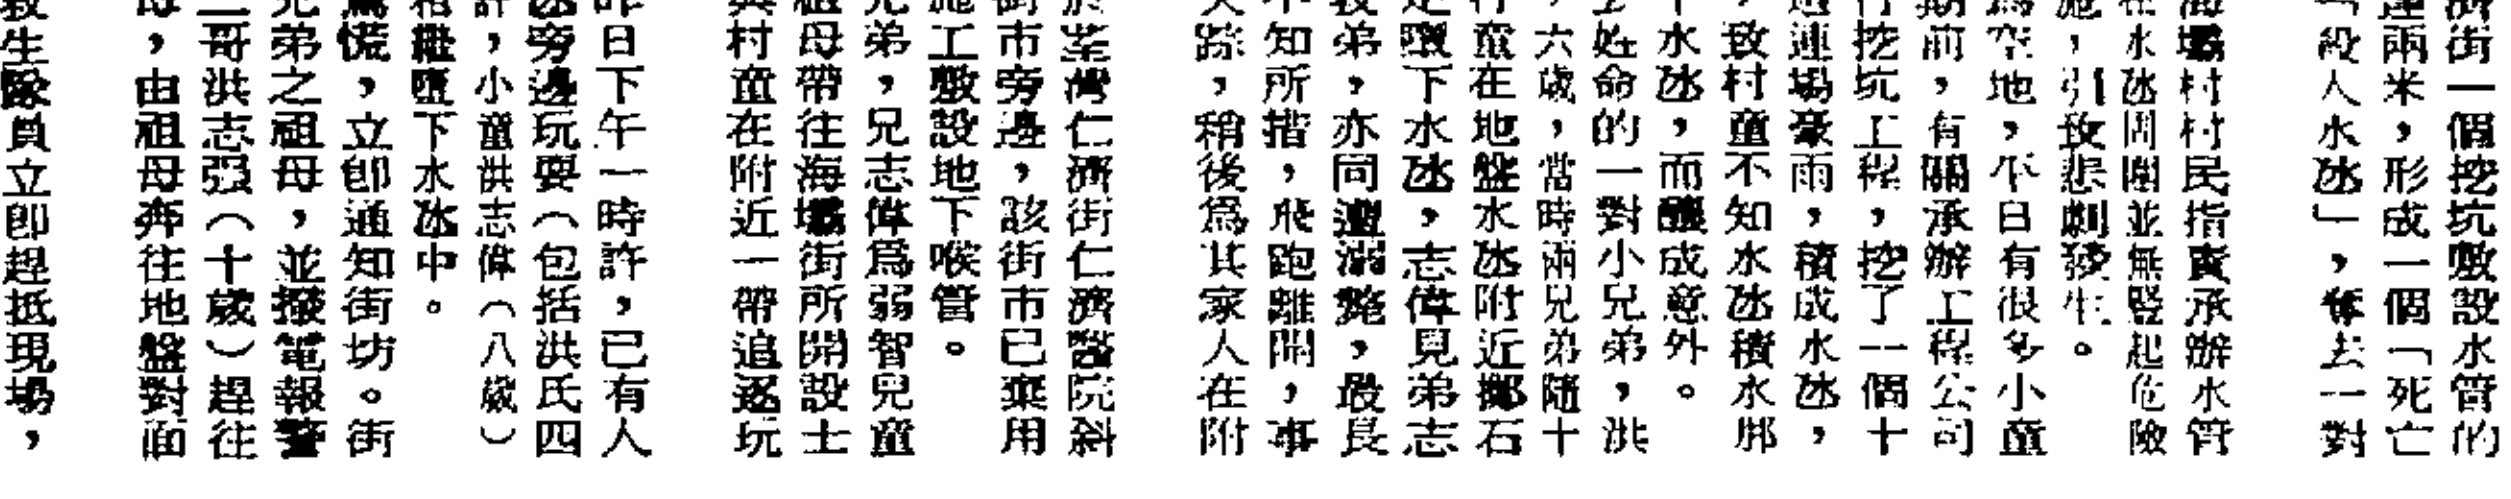 濟街一個挖坑敷設水管的
兩米，形成一個「死亡
「殺人水氹」，奪去一對
海壩村村民指責承辦水管
水氹周圍並無豎起危險
施，引致悲劇發生。
為空地，平日有很多小童
期前，有關承辦工程公司
行挖坑工程，挖了一個十
連場豪雨，積成水氹，
，致村童不知水氹積水
水氹，而釀成意外。
姓命的一對小兄弟，洪
，六歲，當時兩兄弟隨十
村童在地盤水氹附近擲石
下水氹，志偉見弟志
弟，亦同遭溺斃，最長
不知所措，飛跑離開，事
失踪，稍後為其家人在附
於荃灣仁濟街仁濟醫院斜
街市旁邊，該街市已棄用
施工敷設地下喉管。
兄弟，兄志偉爲弱智兒童
祖母帶往海壩街所開設士
與村童在附近一帶追逐玩
昨日下午一時許，已有人
氹旁邊玩耍（包括洪氏四
許，小童洪志偉（八歲）
下水氹中。
慌，立即通知街坊。街
兄弟之祖母，並撥電報警
二哥洪志強（十歲）趕往
母，由祖母奔往地盤對面
救生隊員立即趕抵現場，